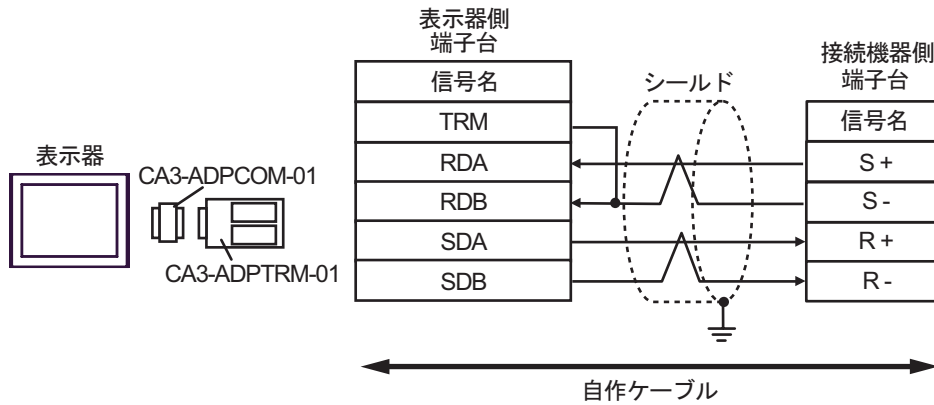 表示器
CA3-ADPCOM-01
CA3-ADPTRM-01
表示器側
端子台
信号名
TRM
RDA
RDB
SDA
SDB
シールド
接続機器側
端子台
信号名
S +
S -
R +
R -
自作ケーブル